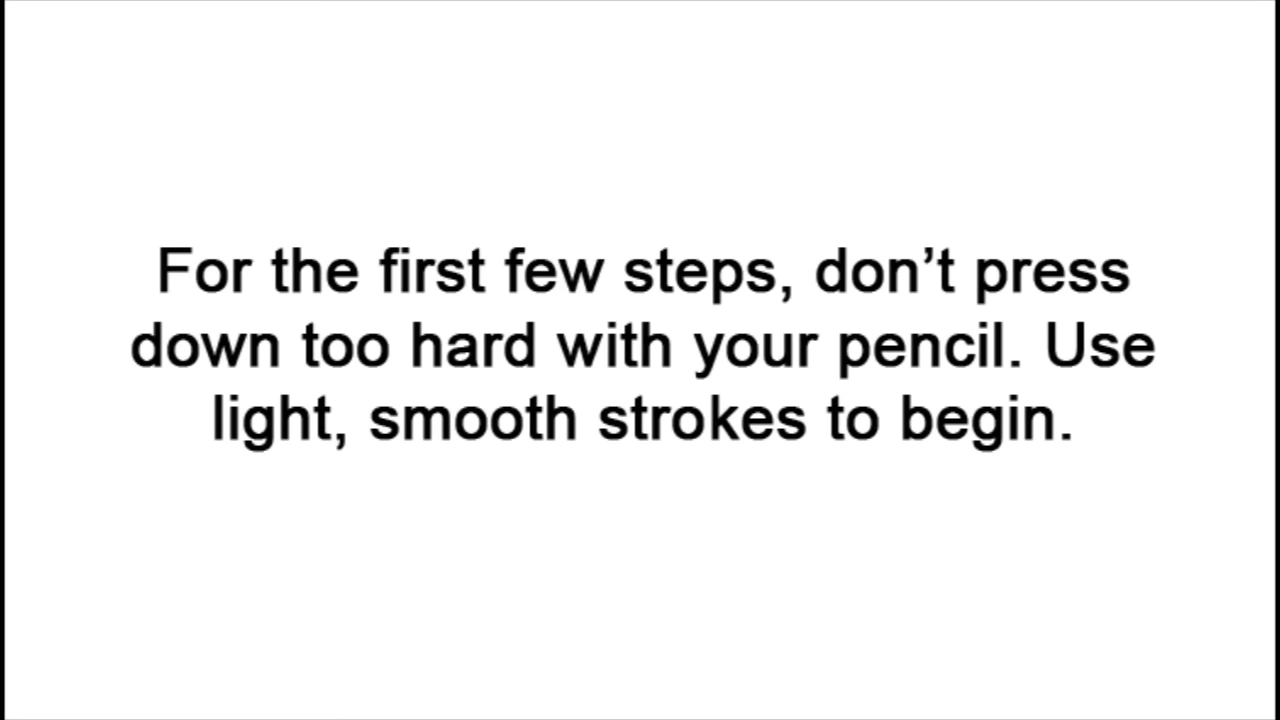 For the first few steps, don’t press
down too hard with your pencil. Use
light, smooth strokes to begin.